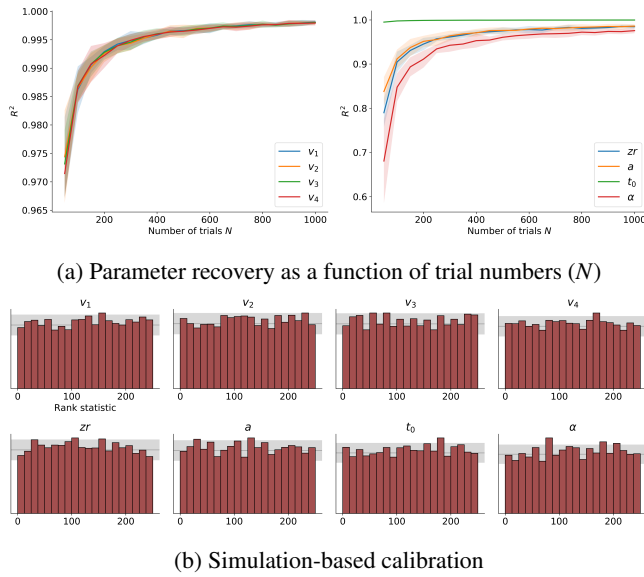 R²
0.995
0.990
0.985
0.980
0.975
0.970
0.965
200 400 600 800 1000
Number of trials N
v₁
v₂
v₃
v₄
R²
1.0
0.9
0.8
0.7
0.6
200 400 600 800 1000
Number of trials N
zr
a
t₀
α
(a) Parameter recovery as a function of trial numbers (N)
v₁ v₂ v₃ v₄
0 100 200 0 100 200 0 100 200 0 100 200
Rank statistic
zr a t₀ α
0 100 200 0 100 200 0 100 200 0 100 200
(b) Simulation-based calibration